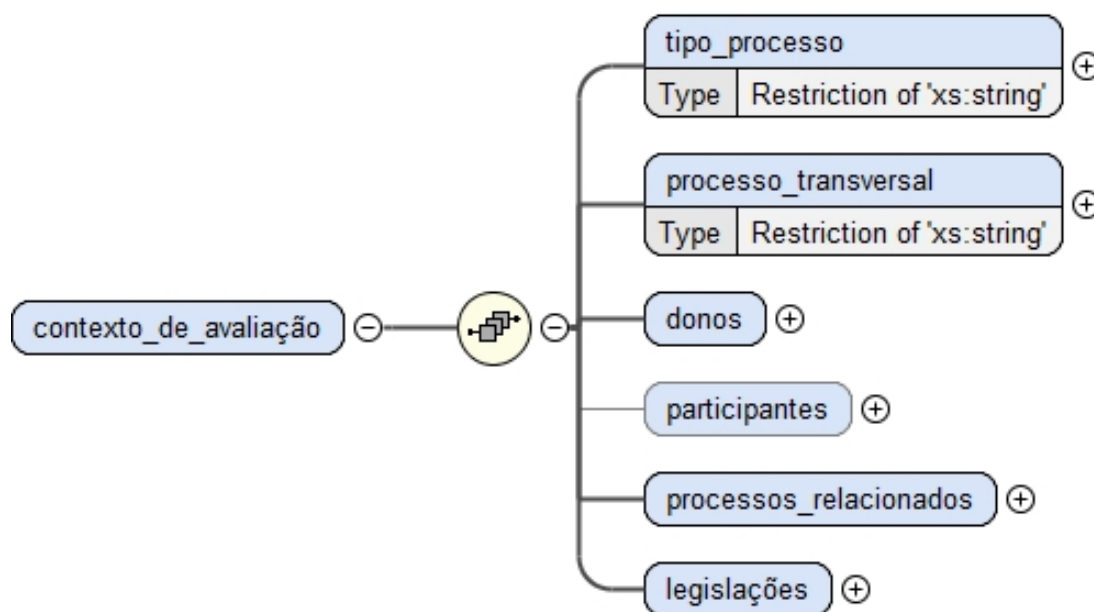 tipo_processo
Type Restriction of 'xs:string'
processo_transversal
Type Restriction of 'xs:string'
contexto_de_avaliação
donos
participantes
processos_relacionados
legislações